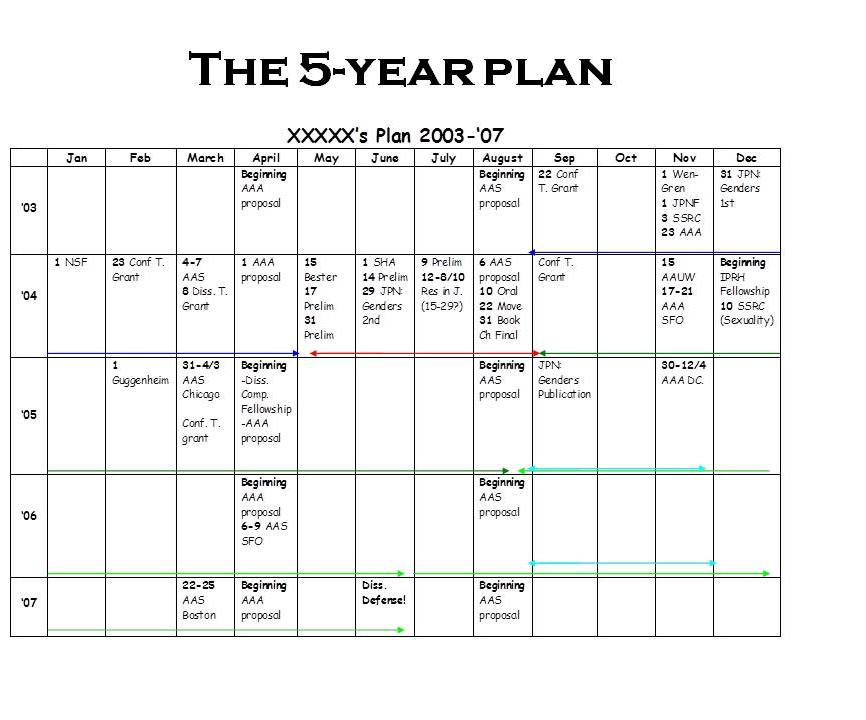 THE 5-YEAR PLAN
XXXXX's Plan 2003-'07
Jan Feb March April May June July August Sep Oct Nov Dec
'03
Beginning
AAA
proposal
Beginning
AAS
proposal
22 Conf
T. Grant
1 Wen-
Gren
1 JPNF
3 SSRC
23 AAA
31 JPN:
Genders
1st
'04
1 NSF
23 Conf T.
Grant
4-7
AAS
8 Diss. T.
Grant
1 AAA
proposal
15
Bester
17
Prelim
31
Prelim
1 SHA
14 Prelim
29 JPN:
Genders
2nd
9 Prelim
12-8/10
Res in J.
(15-29?)
6 AAS
proposal
10 Oral
22 Move
31 Book
Ch Final
Conf T.
Grant
15
AAUW
17-21
AAA
SFO
Beginning
IPRH
Fellowship
10 SSRC
(Sexuality)
'05
1
Guggenheim
31-4/3
AAS
Chicago
Conf. T.
grant
Beginning
-Diss.
Comp.
Fellowship
-AAA
proposal
Beginning
AAS
proposal
JPN:
Genders
Publication
30-12/4
AAA DC.
'06
Beginning
AAA
proposal
6-9 AAS
SFO
Beginning
AAS
proposal
'07
22-25
AAS
Boston
Beginning
AAA
proposal
Diss.
Defense!
Beginning
AAS
proposal